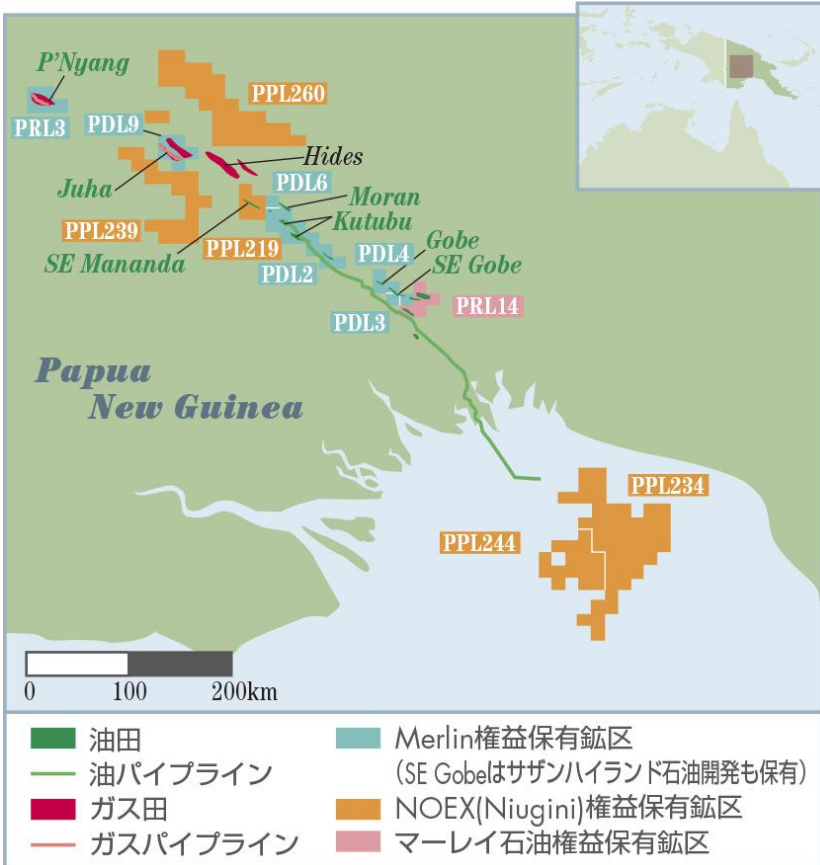 P'Nyang
PPL260
PRL3
PDL9
Hides
Juha
PDL6
Moran
Kutubu
PPL239
PPL219
Gobe
PDL4
SE Gobe
SE Mananda
PDL2
PDL3
PRL14
Papua
New Guinea
PPL234
PPL244
0 100 200km
油田
油パイプライン
ガス田
ガスパイプライン
Merlin権益保有鉱区
(SE Gobeはサザンハイランド石油開発も保有)
NOEX(Niugini)権益保有鉱区
マーレイ石油権益保有鉱区